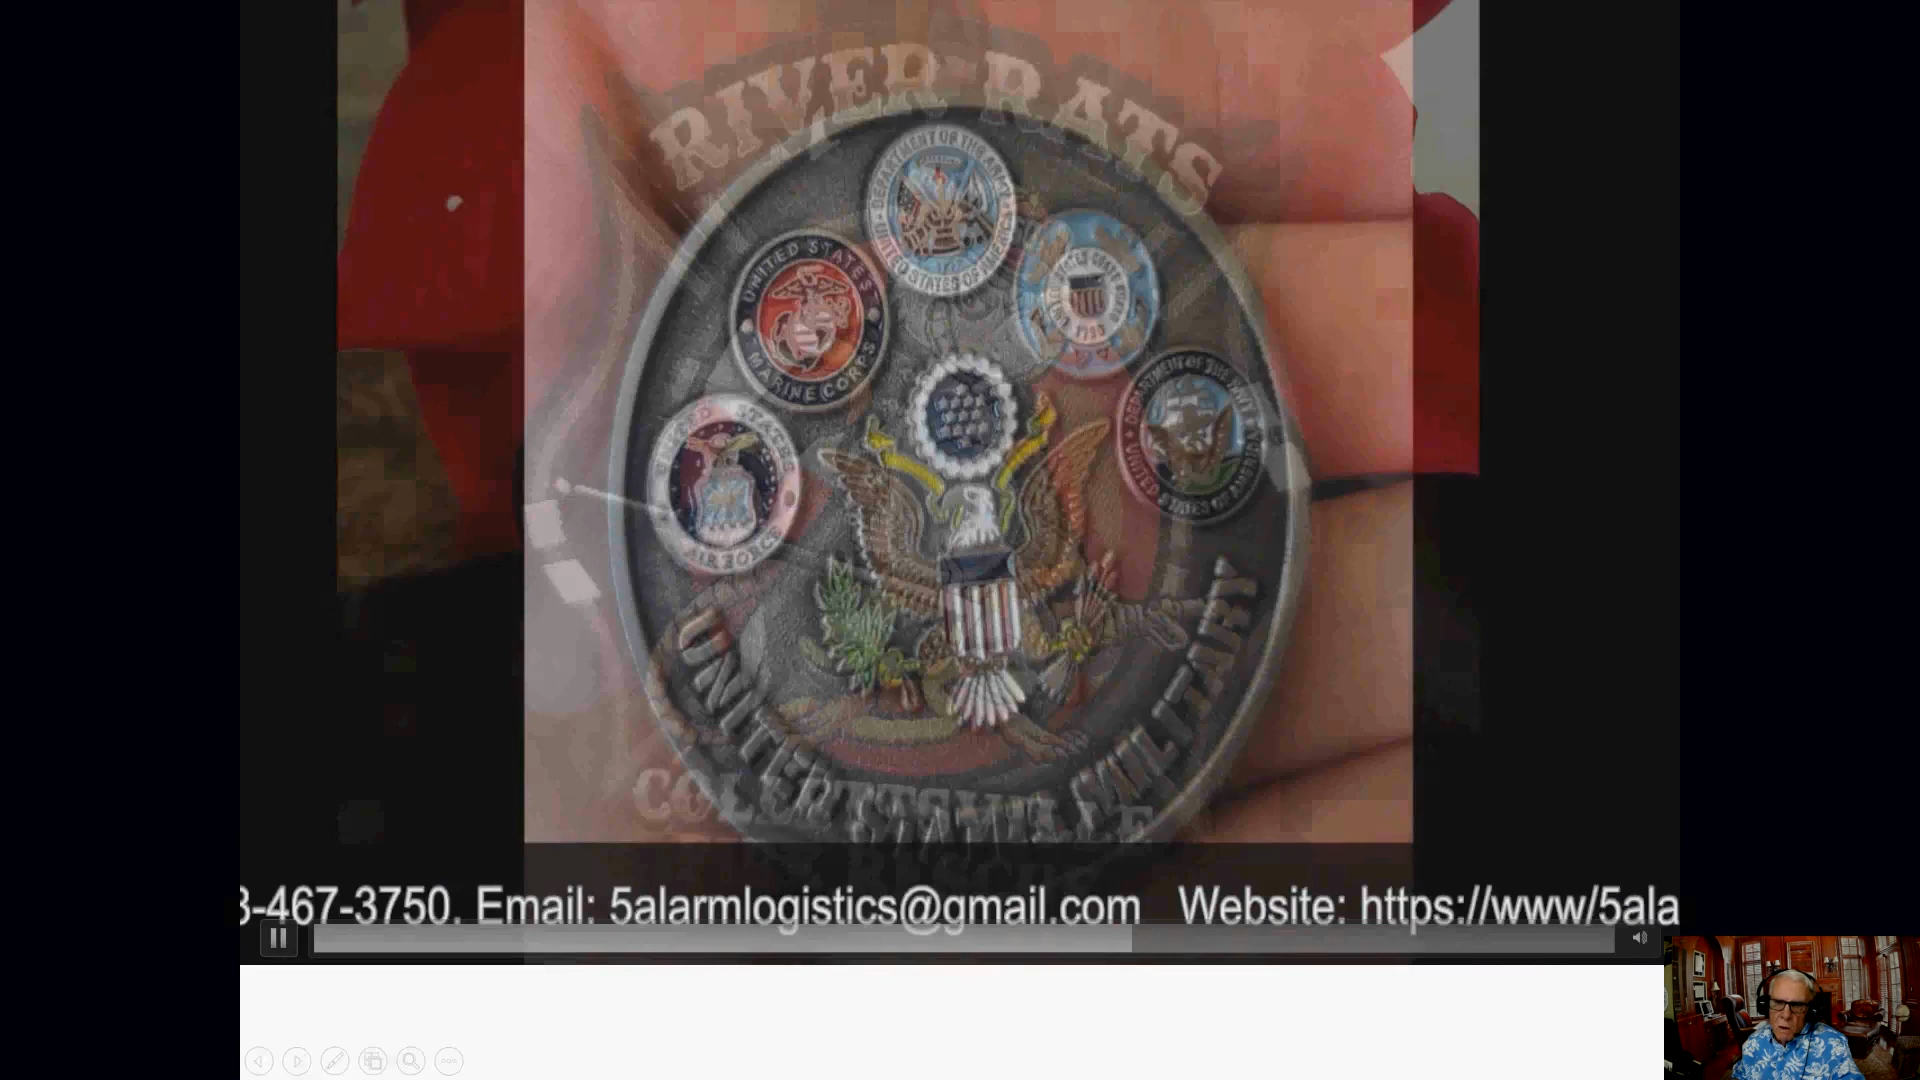 RIVER RATS
DEPARTMENT OF THE ARMY
UNITED STATES OF AMERICA
UNITED STATES
MARINE CORPS
1790
DEPARTMENT OF THE NAVY
UNITED STATES OF AMERICA
UNITED STATES
AIR FORCE
UNITED STATES MILITARY
3-467-3750. Email: 5alarmlogistics@gmail.com Website: https://www/5ala